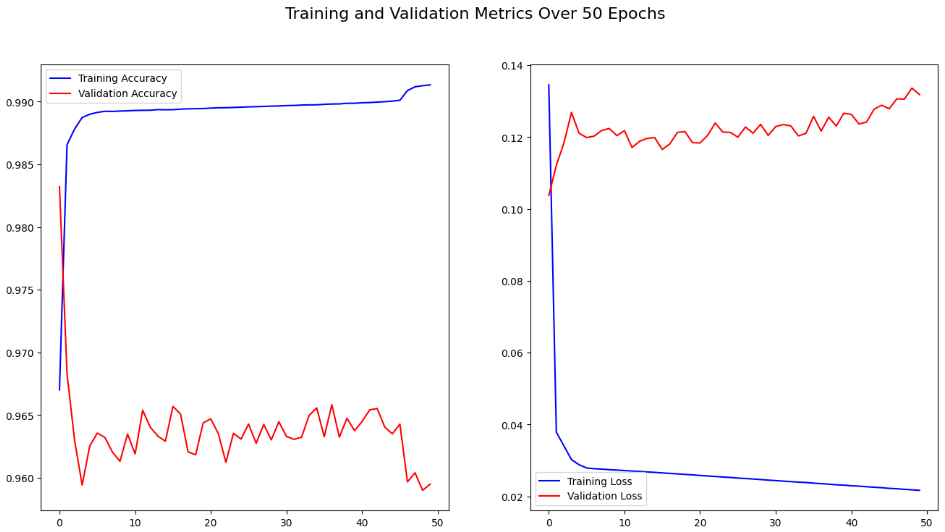 Training and Validation Metrics Over 50 Epochs
Training Accuracy
Validation Accuracy
0.990
0.985
0.980
0.975
0.970
0.965
0.960
0 10 20 30 40 50
0.14
0.12
0.10
0.08
0.06
0.04
0.02
Training Loss
Validation Loss
0 10 20 30 40 50